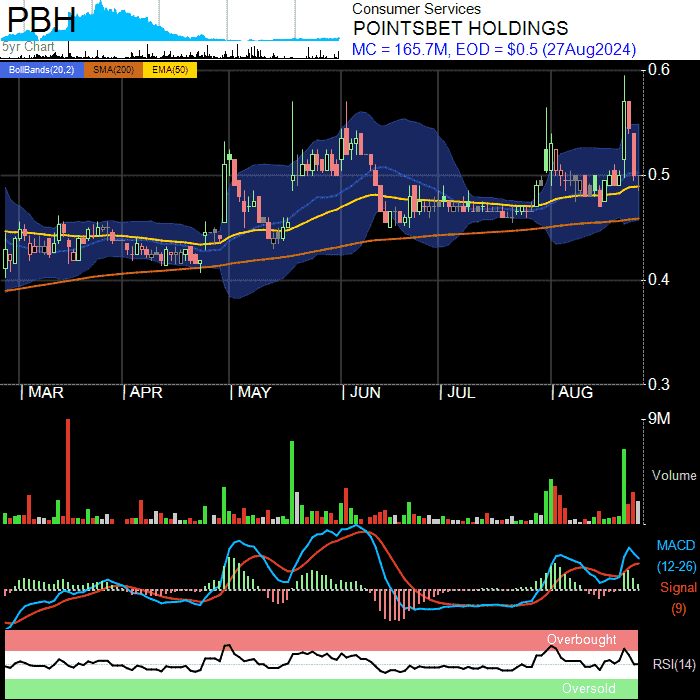 PBH
5yr Chart
Consumer Services
POINTSBET HOLDINGS
MC = 165.7M, EOD = $0.5 (27Aug2024)
BollBands(20,2) SMA(200) EMA(50)
0.6
0.5
0.4
0.3
| MAR | APR | MAY | JUN | JUL | AUG
9M
Volume
MACD
(12-26)
Signal
(9)
Overbought
RSI(14)
Oversold